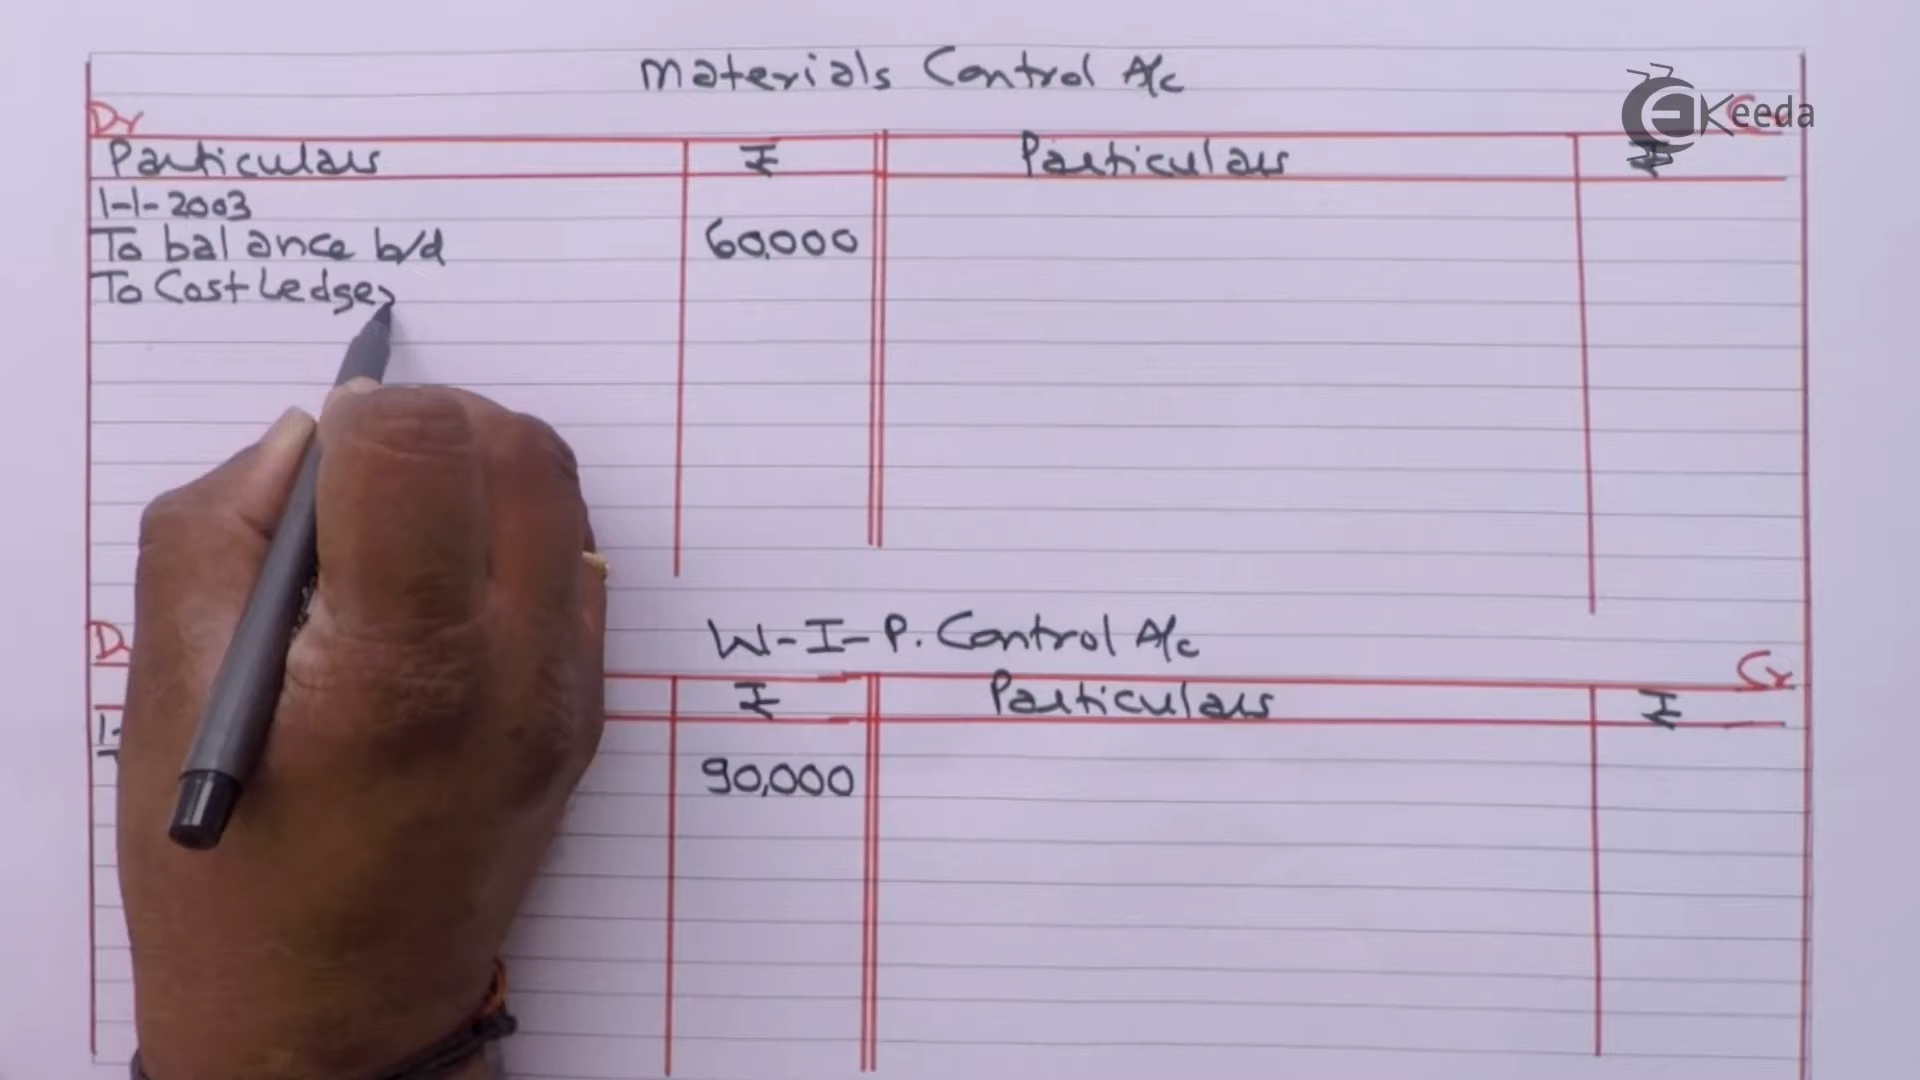 Materials Control A/c
Dr
Particulars ₹ Particulars ₹
1-1-2003
To balance b/d 60,000
To Cost Ledger
W-I-P. Control A/c
Cr
₹ Particulars ₹
90,000
Keeda